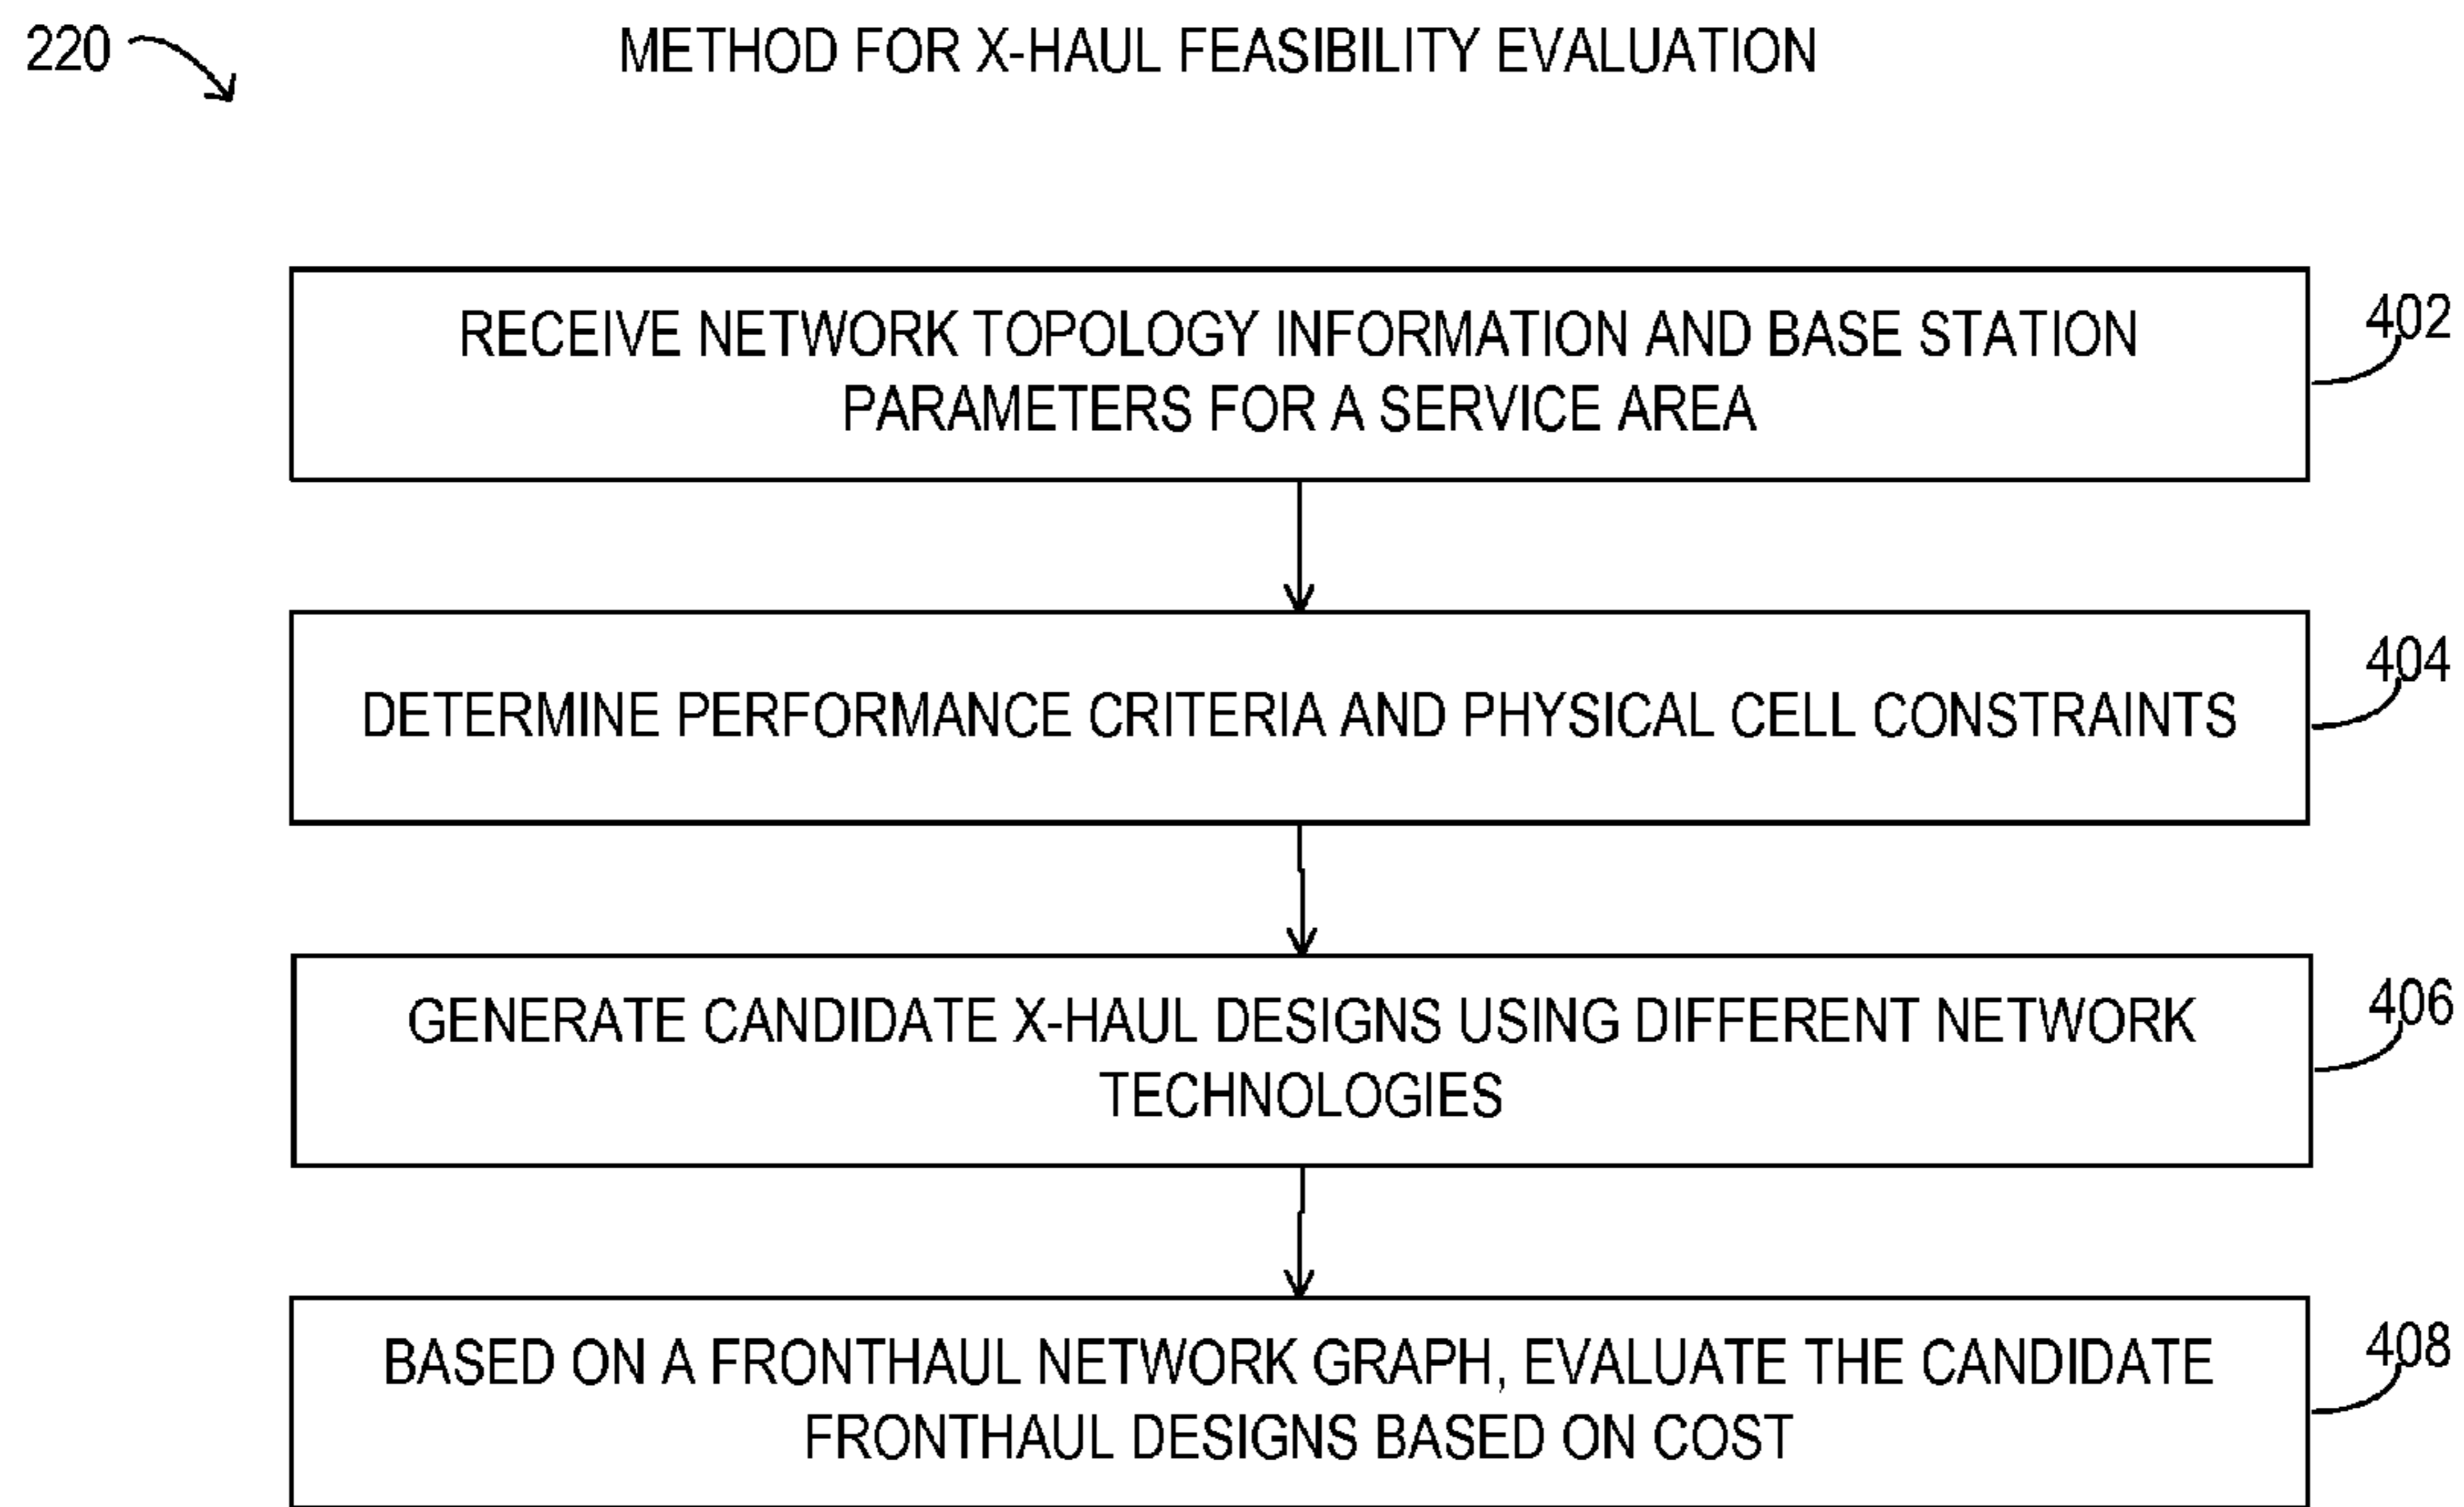 220
METHOD FOR X-HAUL FEASIBILITY EVALUATION
RECEIVE NETWORK TOPOLOGY INFORMATION AND BASE STATION
PARAMETERS FOR A SERVICE AREA
402
DETERMINE PERFORMANCE CRITERIA AND PHYSICAL CELL CONSTRAINTS
404
GENERATE CANDIDATE X-HAUL DESIGNS USING DIFFERENT NETWORK
TECHNOLOGIES
406
BASED ON A FRONTHAUL NETWORK GRAPH, EVALUATE THE CANDIDATE
FRONTHAUL DESIGNS BASED ON COST
408